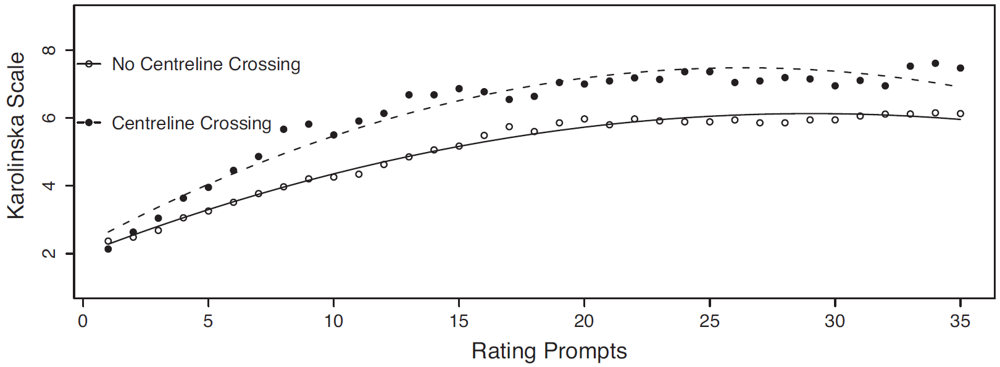 Karolinska Scale
8
6
4
2
No Centreline Crossing
Centreline Crossing
0 5 10 15 20 25 30 35
Rating Prompts